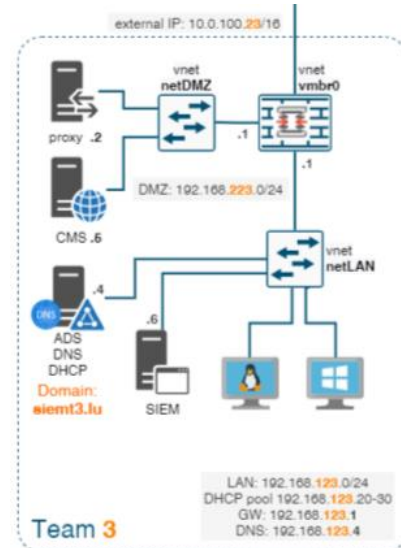 external IP: 10.0.100.23/16
vnet
netDMZ
vnet
vmbr0
proxy .2
.1
.1
DMZ: 192.168.223.0/24
CMS .5
vnet
netLAN
.4
DNS
.6
ADS
DNS
DHCP
SIEM
Domain:
siemt3.lu
LAN: 192.168.123.0/24
DHCP pool 192.168.123.20-30
GW: 192.168.123.1
DNS: 192.168.123.4
Team 3